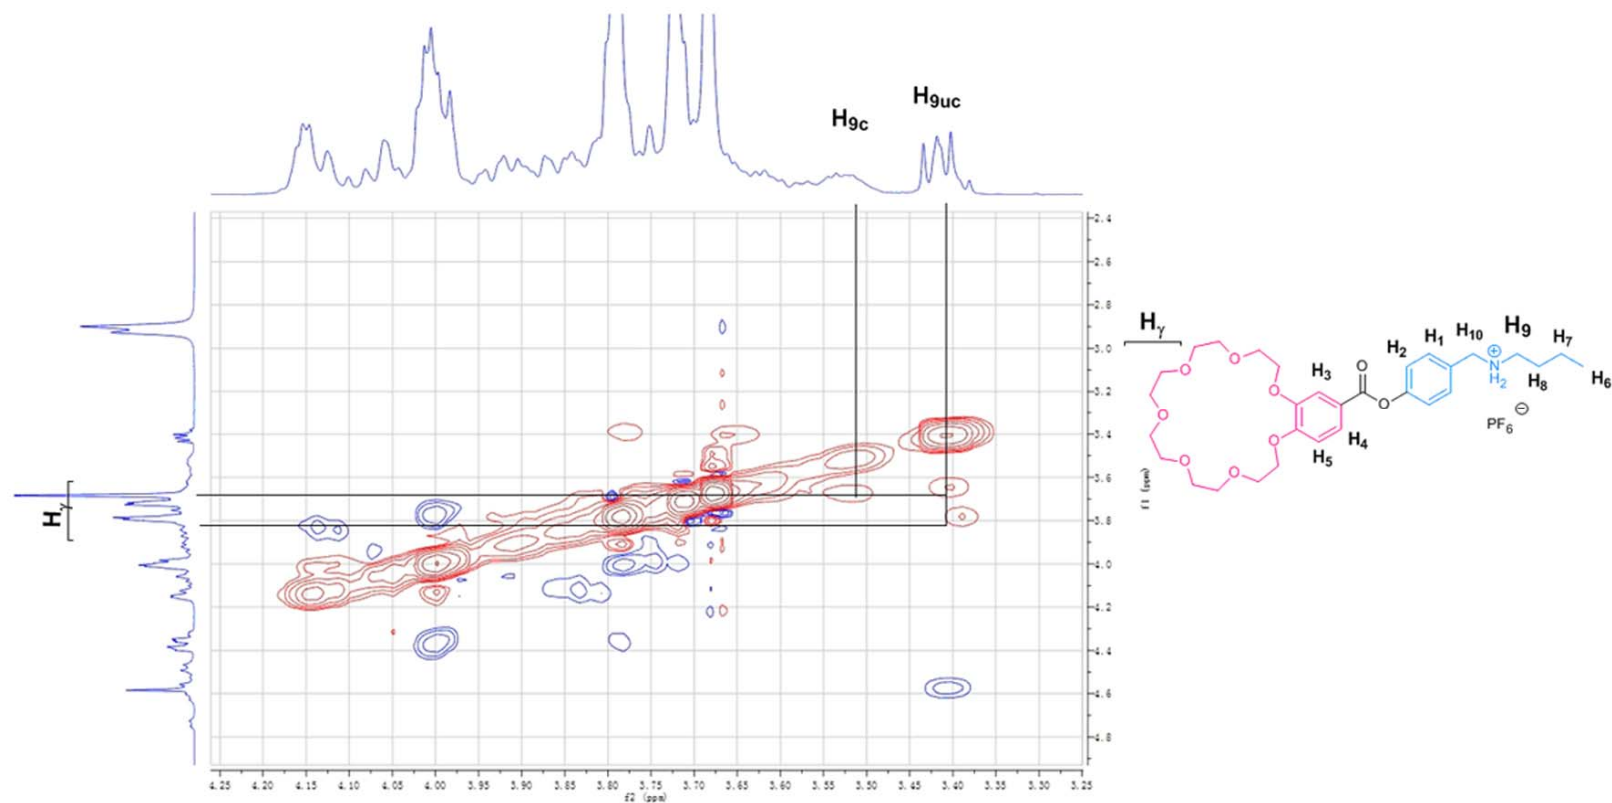 H9c
H9uc
Hγ
2.4
2.6
2.8
3.0
3.2
3.4
3.6
3.8
4.0
4.2
4.4
4.6
4.8
f1 (ppm)
4.25 4.20 4.15 4.10 4.05 4.00 3.95 3.90 3.85 3.80 3.75 3.70 3.65 3.60 3.55 3.50 3.45 3.40 3.35 3.30 3.25
f2 (ppm)
Hγ
H2 H1 H10 H9 H7
H3 O N⊕ H2 H8 H6
O O O O O O O O O
H5 H4
PF6 ⊖